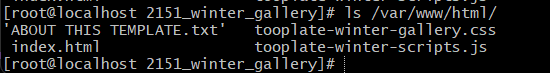 [root@localhost 2151_winter_gallery]# ls /var/www/html/
'ABOUT THIS TEMPLATE.txt'   tooplate-winter-gallery.css
 index.html                 tooplate-winter-scripts.js
[root@localhost 2151_winter_gallery]#